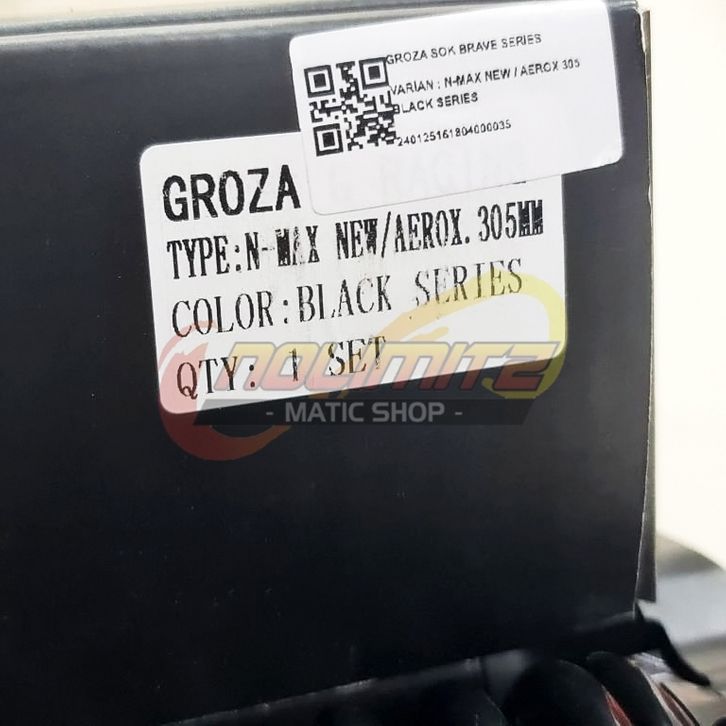 GROZA SOK BRAVE SERIES
VARIAN : N-MAX NEW / AEROX 305
BLACK SERIES
240125161804000035
GROZA
TYPE:N-MAX NEW/AEROX.305MM
COLOR:BLACK SERIES
QTY: 1 SET
NOLIMITZ
- MATIC SHOP -